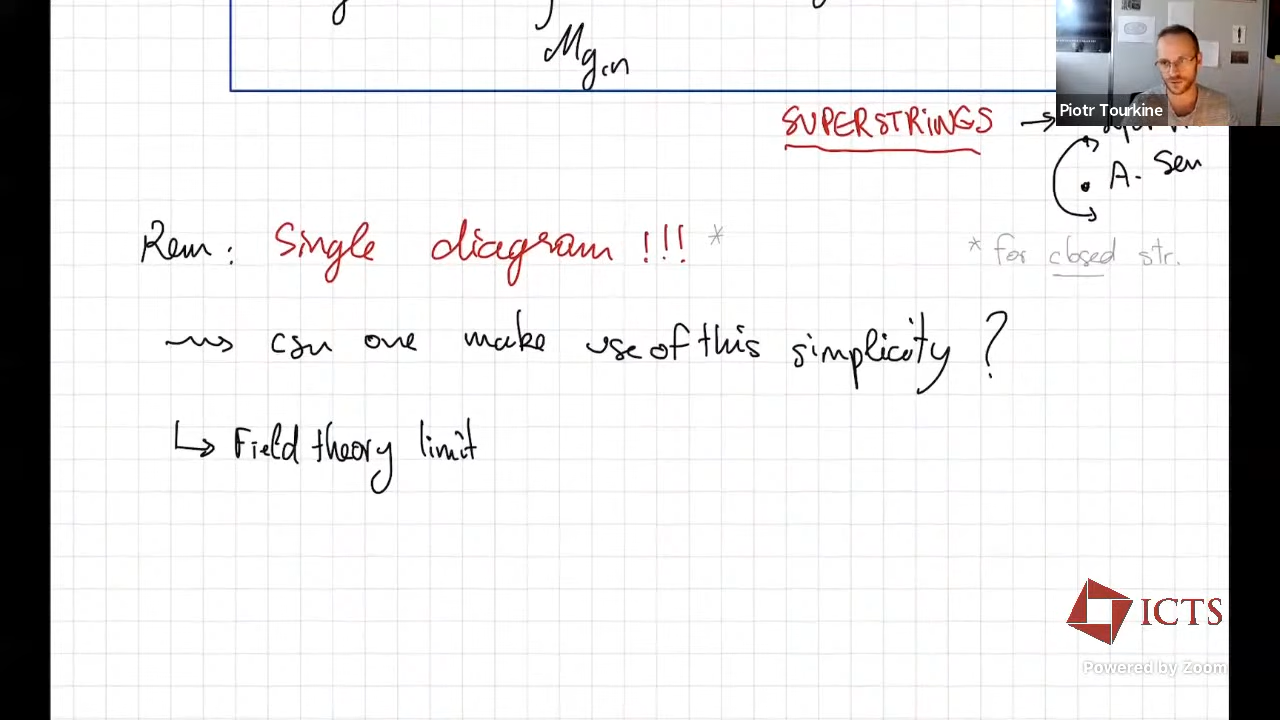 Mg,n
Piotr Tourkine
SUPERSTRINGS →
• A. Sen
Rem: Single diagram !!! *
* for closed str.
⇝ can one make use of this simplicity ?
↳ Field theory limit
ICTS
Powered by Zoom